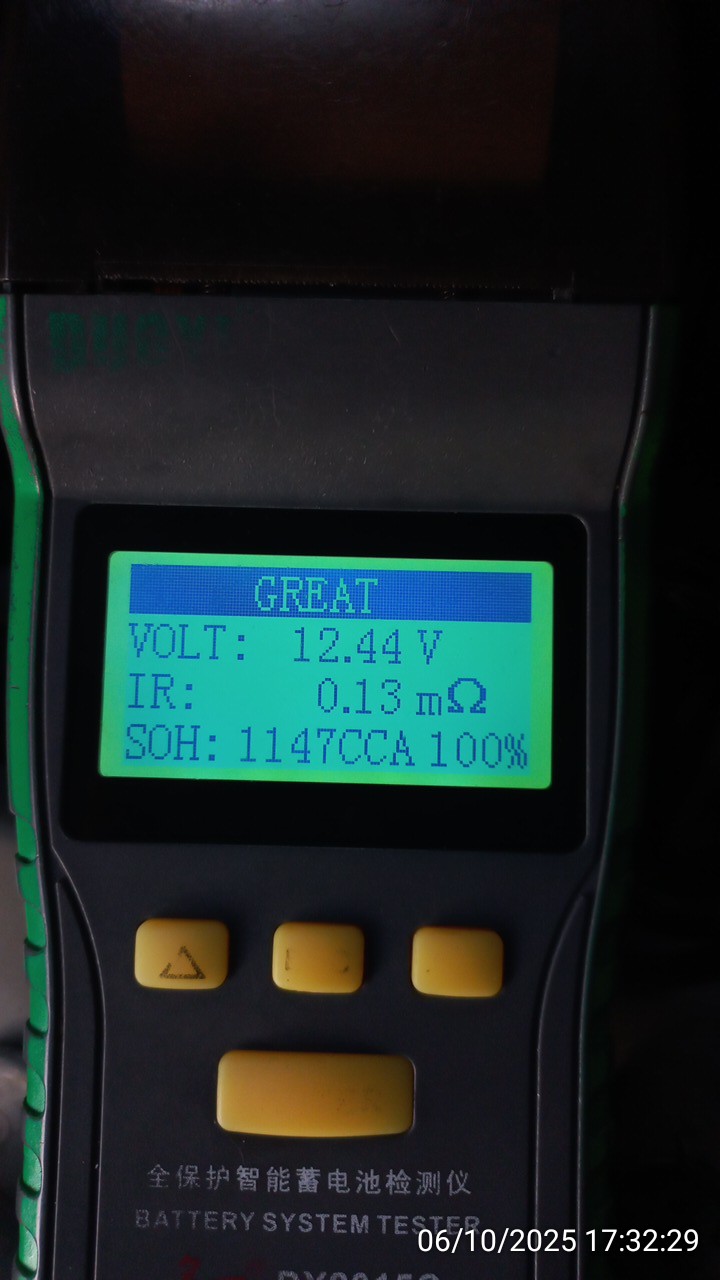 DUOYI
GREAT
VOLT: 12.44 V
IR: 0.13 mΩ
SOH: 1147CCA 100%
全保护智能蓄电池检测仪
BATTERY SYSTEM TESTER
06/10/2025 17:32:29